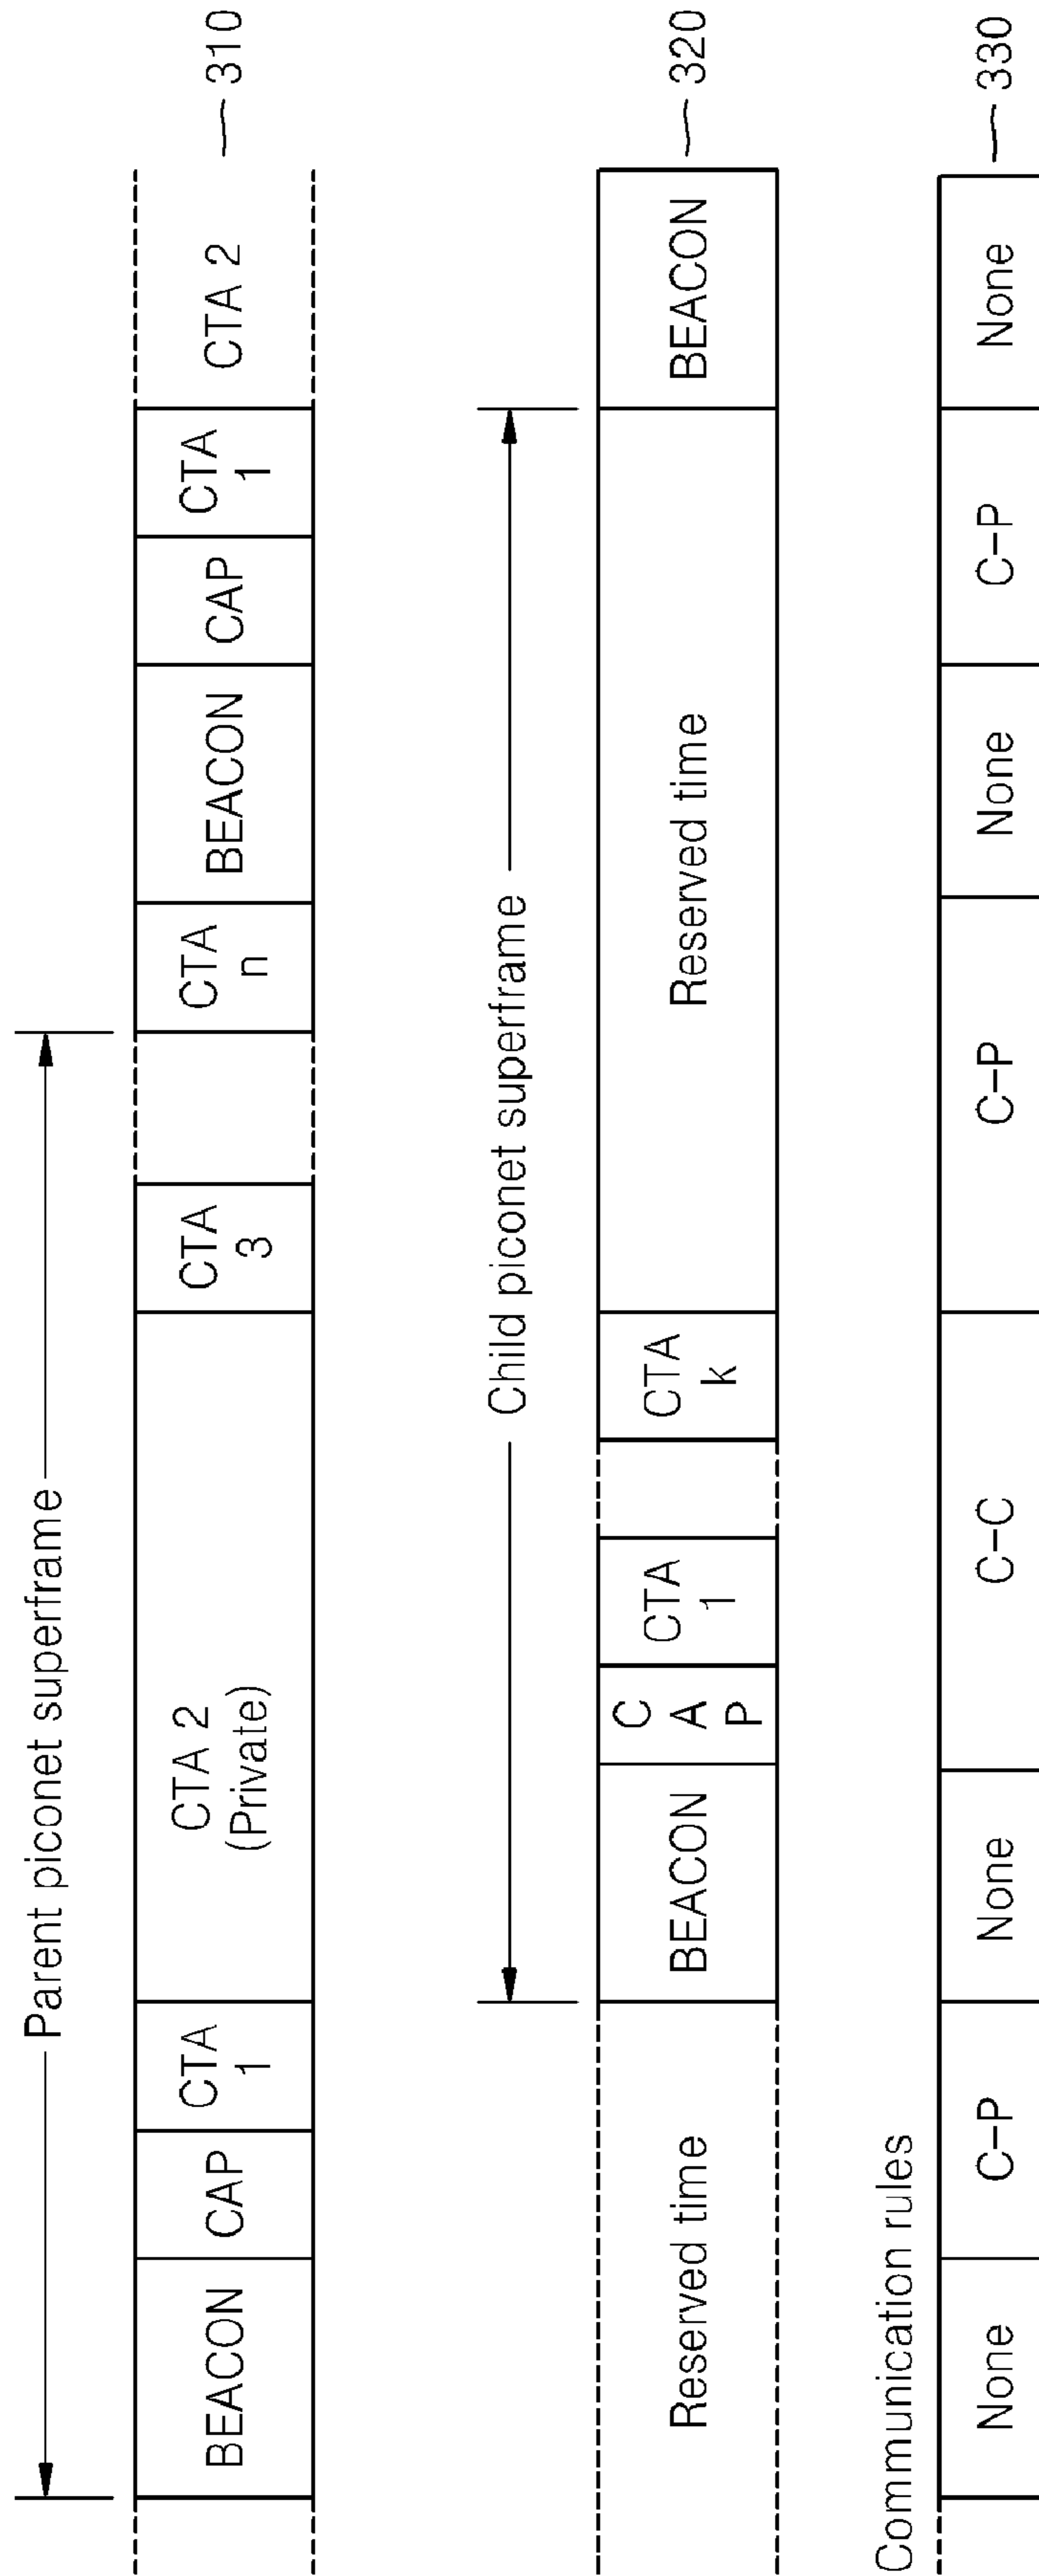 Parent piconet superframe
BEACON
CAP
CTA
1
CTA 2
(Private)
CTA
3
CTA
n
BEACON
CAP
CTA
1
CTA 2
310
Child piconet superframe
Reserved time
BEACON
C
A
P
CTA
1
CTA
k
Reserved time
BEACON
320
Communication rules
None
C-P
None
C-C
C-P
None
C-P
None
330